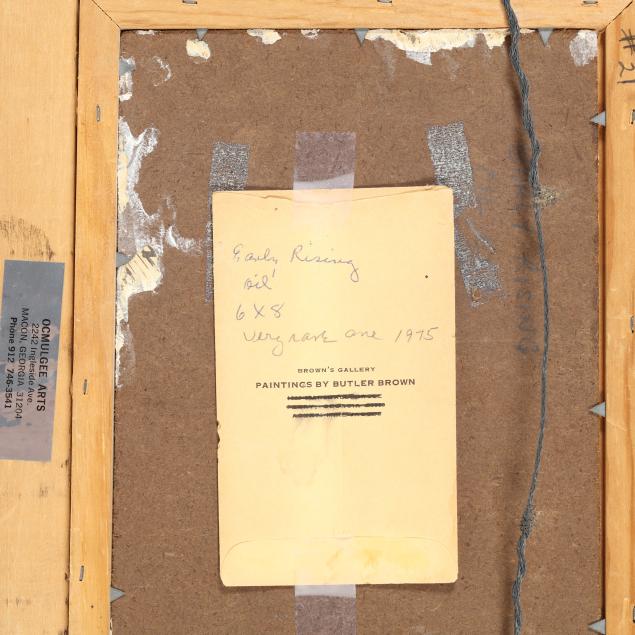 Early Rising
oil
6 X 8
Very rare one 1975
BROWN'S GALLERY
PAINTINGS BY BUTLER BROWN
OCMULGEE ARTS
2242 Ingleside Ave.
MACON, GEORGIA 31204
Phone 912 746-3541
#21
RISING